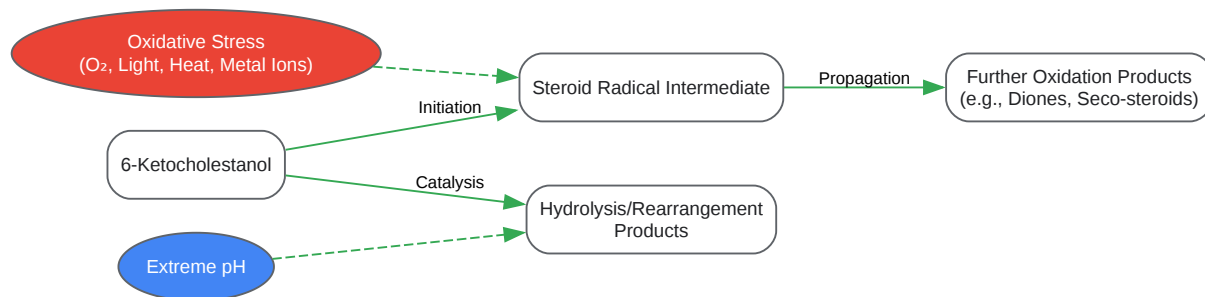 Oxidative Stress
(O₂, Light, Heat, Metal Ions)
Steroid Radical Intermediate
Propagation
Further Oxidation Products
(e.g., Diones, Seco-steroids)
Initiation
6-Ketocholestanol
Catalysis
Hydrolysis/Rearrangement
Products
Extreme pH